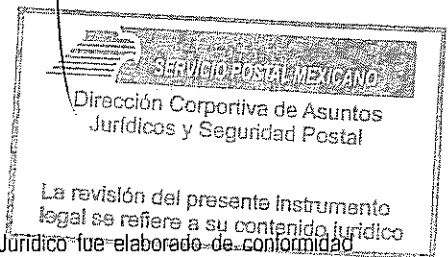 SERVICIO POSTAL MEXICANO
Dirección Corportiva de Asuntos
Jurídicos y Seguridad Postal
La revisión del presente instrumento
legal se refiere a su contenido jurídico
Jurídico fue elaborado de conformidad